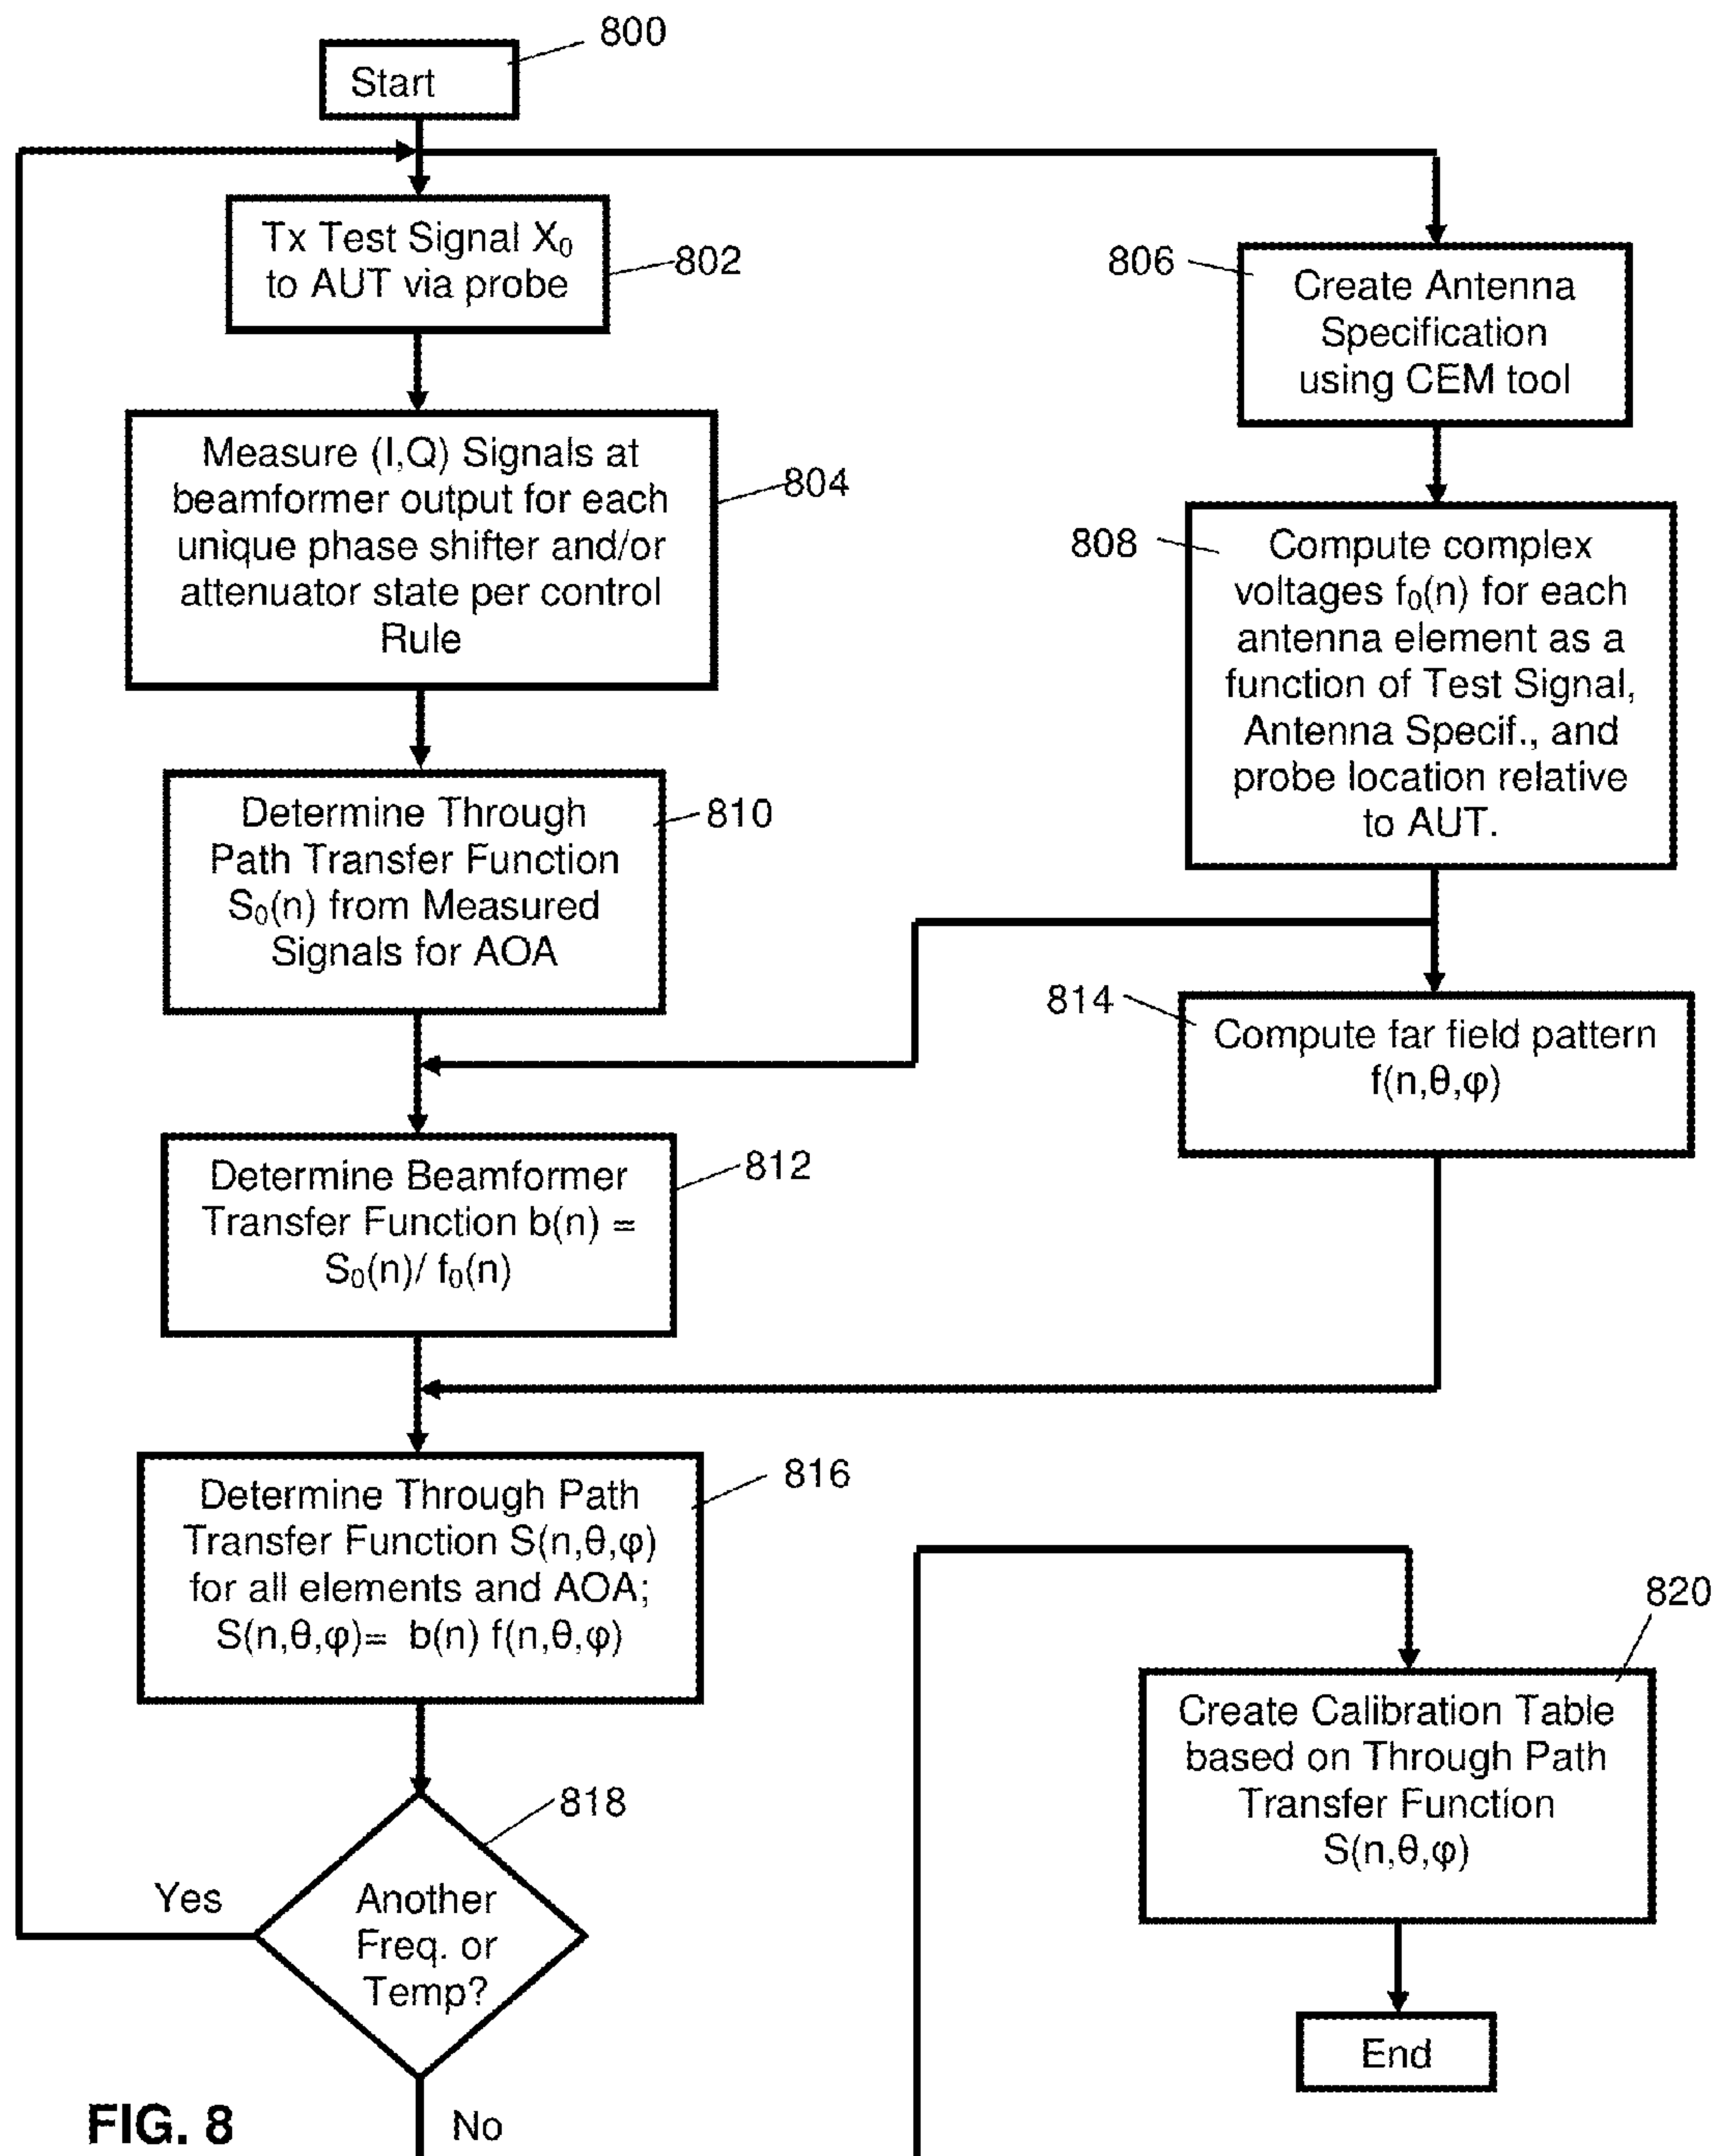 800
Start
Tx Test Signal X₀
to AUT via probe
802
806
Create Antenna
Specification
using CEM tool
Measure (I,Q) Signals at
beamformer output for each
unique phase shifter and/or
attenuator state per control
Rule
804
808
Compute complex
voltages f₀(n) for each
antenna element as a
function of Test Signal,
Antenna Specif., and
probe location relative
to AUT.
Determine Through
Path Transfer Function
S₀(n) from Measured
Signals for AOA
810
814
Compute far field pattern
f(n,θ,φ)
Determine Beamformer
Transfer Function b(n) =
S₀(n)/ f₀(n)
812
Determine Through Path
Transfer Function S(n,θ,φ)
for all elements and AOA;
S(n,θ,φ)= b(n) f(n,θ,φ)
816
820
Create Calibration Table
based on Through Path
Transfer Function
S(n,θ,φ)
818
Yes
Another
Freq. or
Temp?
End
FIG. 8
No